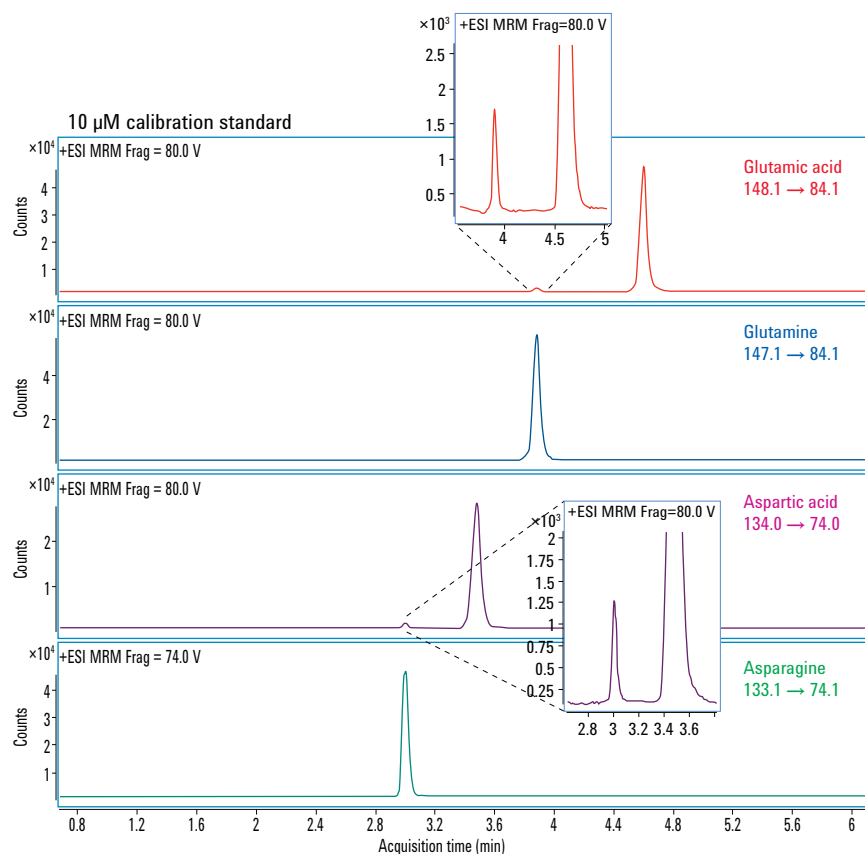 ×10³
+ESI MRM Frag=80.0 V
2.5
2
1.5
1
0.5
4
4.5
5
10 µM calibration standard
×10⁴
+ESI MRM Frag = 80.0 V
Glutamic acid
148.1 → 84.1
4
3
2
1
Counts
×10⁴
+ESI MRM Frag = 80.0 V
Glutamine
147.1 → 84.1
4
2
Counts
×10⁴
+ESI MRM Frag = 80.0 V
Aspartic acid
134.0 → 74.0
2
1
Counts
×10³
+ESI MRM Frag=80.0 V
2
1.75
1.5
1.25
1
0.75
0.5
0.25
2.8 3 3.2 3.4 3.6
×10⁴
+ESI MRM Frag = 74.0 V
Asparagine
133.1 → 74.1
4
3
2
1
Counts
0.8 1.2 1.6 2 2.4 2.8 3.2 3.6 4 4.4 4.8 5.2 5.6 6
Acquisition time (min)